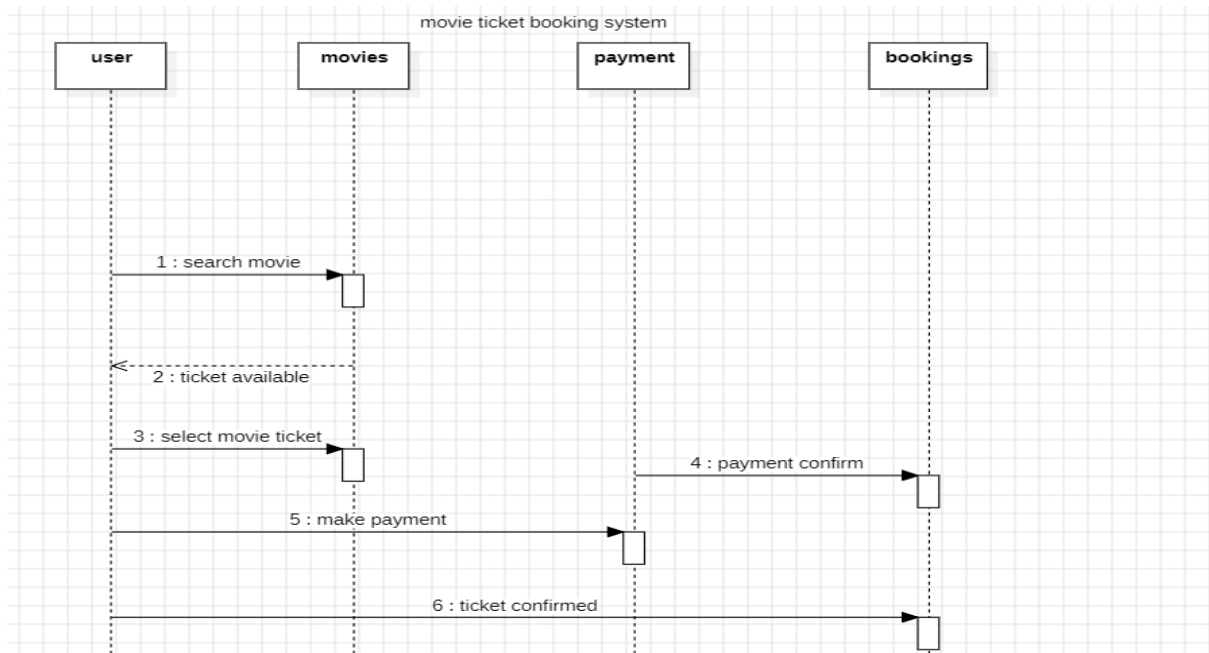 movie ticket booking system
user
movies
payment
bookings
1 : search movie
2 : ticket available
3 : select movie ticket
4 : payment confirm
5 : make payment
6 : ticket confirmed